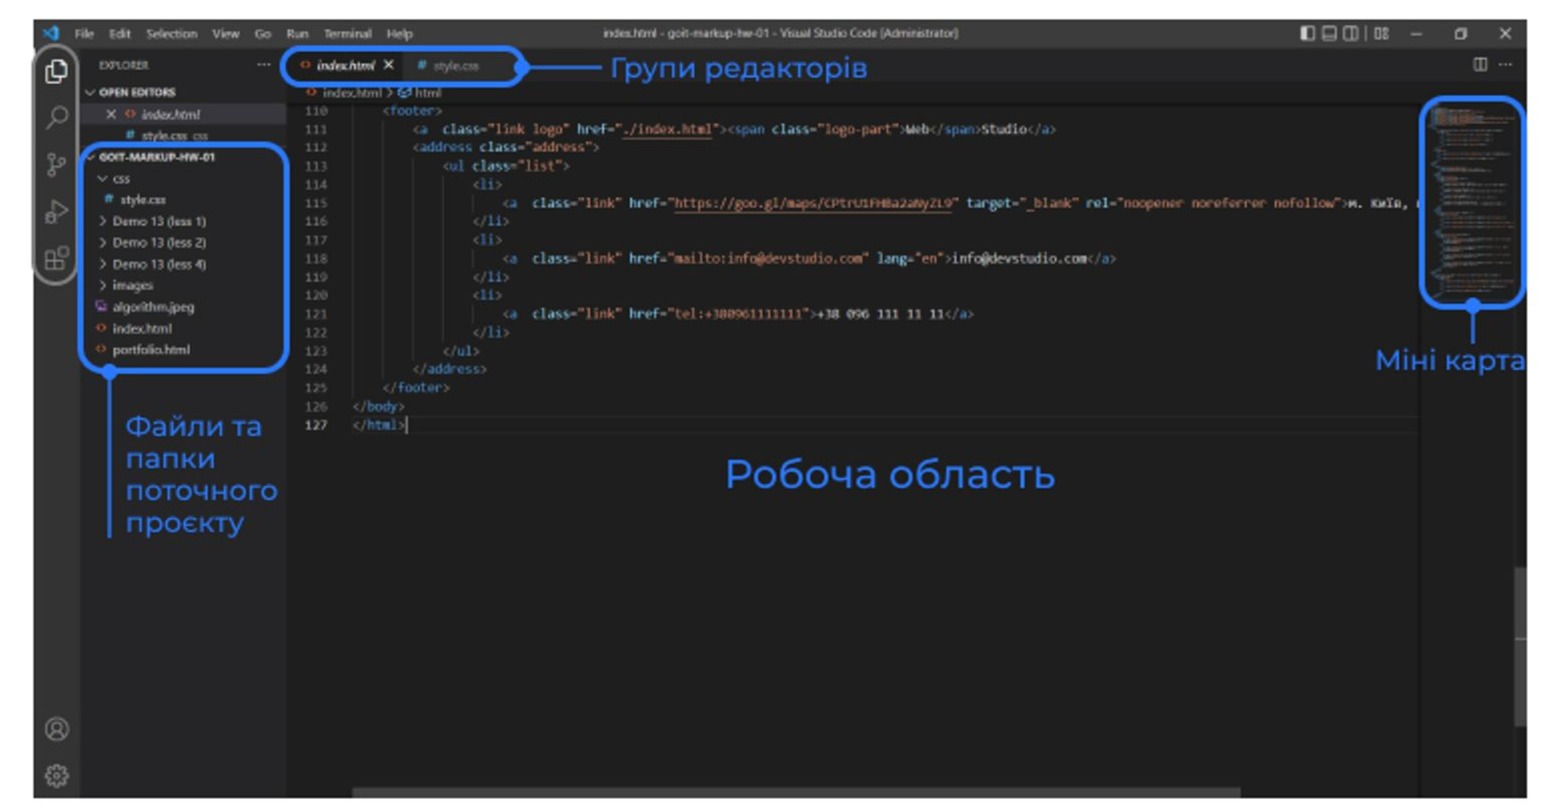 File Edit Selection View Go Run Terminal Help
index.html - goit-markup-hw-01 - Visual Studio Code [Administrator]
EXPLORER
OPEN EDITORS
index.html
style.css css
GOIT-MARKUP-HW-01
css
style.css
Demo 13 (less 1)
Demo 13 (less 2)
Demo 13 (less 4)
images
algorithm.jpeg
index.html
portfolio.html
Файли та
папки
поточного
проєкту
index.html
style.css
Групи редакторів
index.html > html
110 <footer>
111 <a class="link logo" href="./index.html"><span class="logo-part">Web</span>Studio</a>
112 <address class="address">
113 <ul class="list">
114 <li>
115 <a class="link" href="https://goo.gl/maps/" target="_blank" rel="noopener noreferrer nofollow">м. Київ,
116 </li>
117 <li>
118 <a class="link" href="mailto:info@devstudio.com" lang="en">info@devstudio.com</a>
119 </li>
120 <li>
121 <a class="link" href="tel:+380961111111">+38 096 111 11 11</a>
122 </li>
123 </ul>
124 </address>
125 </footer>
126 </body>
127 </html>
Міні карта
Робоча область